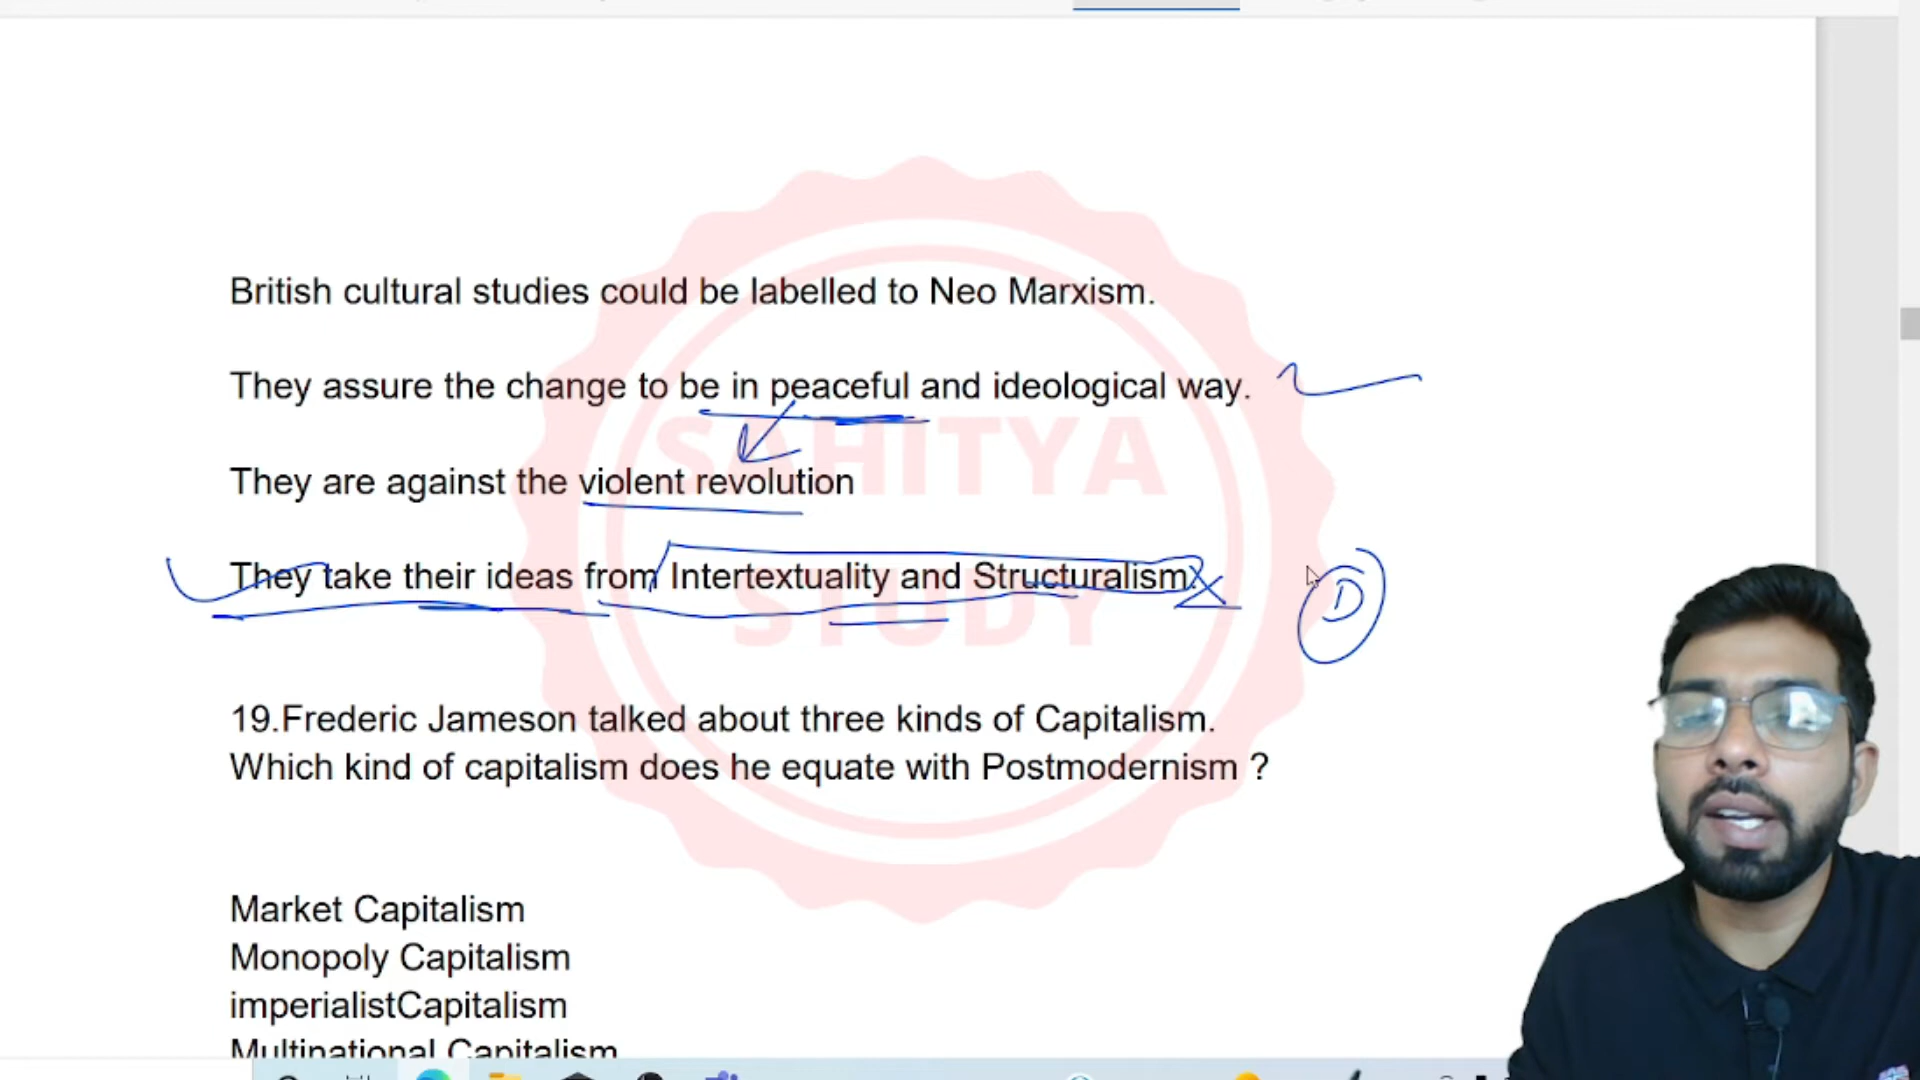 British cultural studies could be labelled to Neo Marxism.
They assure the change to be in peaceful and ideological way.
They are against the violent revolution
They take their ideas from Intertextuality and Structuralism.
D
SAHITYA
STUDY
19.Frederic Jameson talked about three kinds of Capitalism.
Which kind of capitalism does he equate with Postmodernism ?
Market Capitalism
Monopoly Capitalism
imperialistCapitalism
Multinational Capitalism